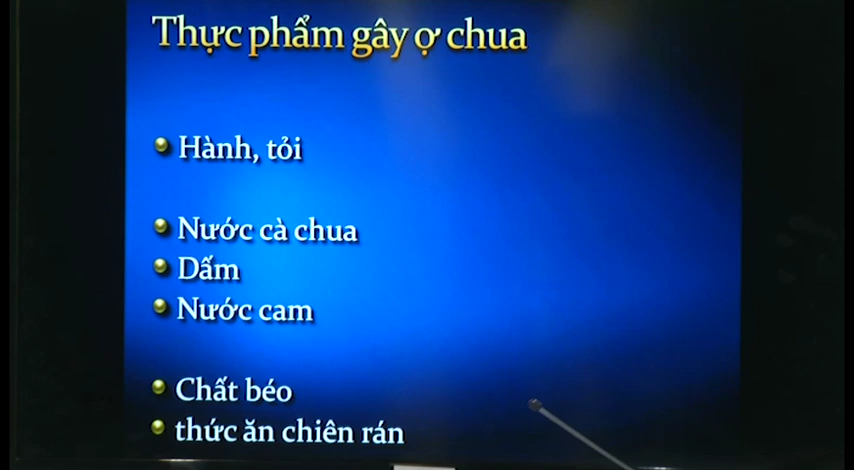 Thực phẩm gây ợ chua
Hành, tỏi
Nước cà chua
Dấm
Nước cam
Chất béo
thức ăn chiên rán